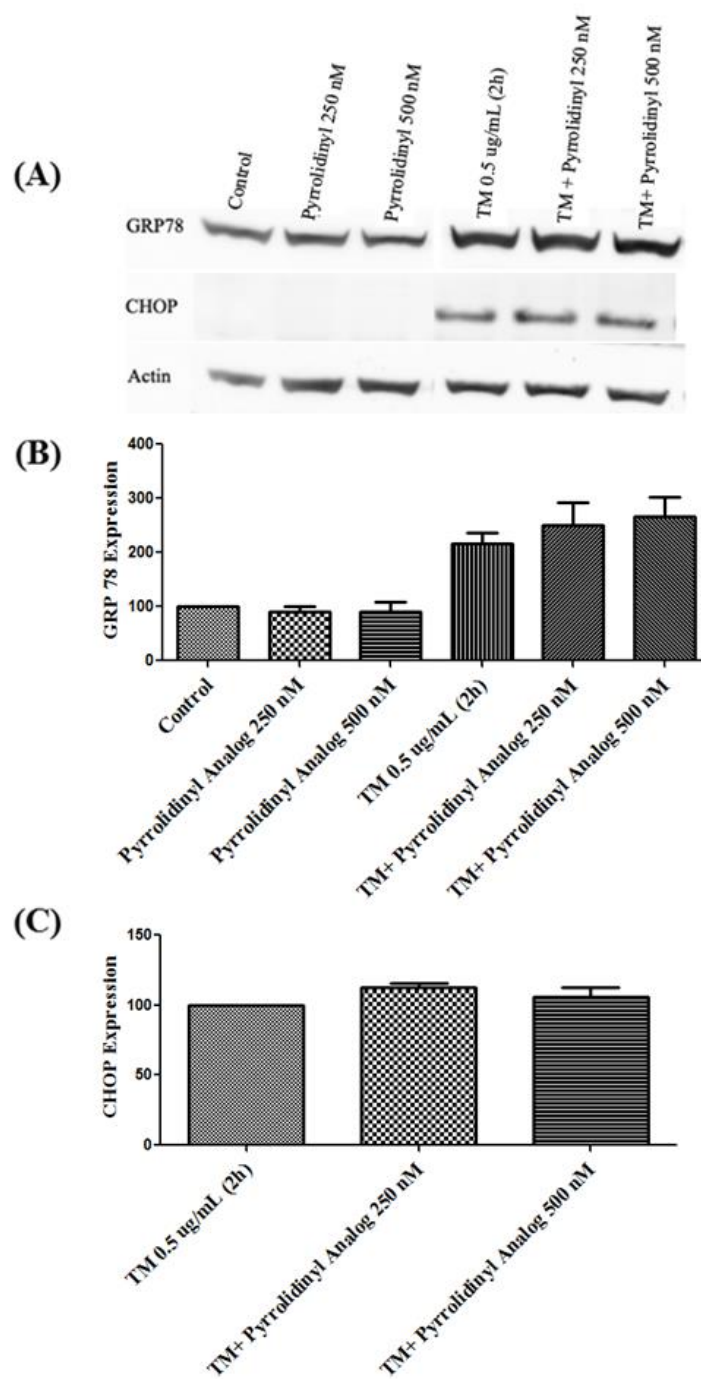 (A)
Control
Pyrrolidinyl 250 nM
Pyrrolidinyl 500 nM
TM 0.5 ug/mL (2h)
TM + Pyrrolidinyl 250 nM
TM+ Pyrrolidinyl 500 nM
GRP78
CHOP
Actin
(B)
GRP 78 Expression
400
300
200
100
0
Control
Pyrrolidinyl Analog 250 nM
Pyrrolidinyl Analog 500 nM
TM 0.5 ug/mL (2h)
TM+ Pyrrolidinyl Analog 250 nM
TM+ Pyrrolidinyl Analog 500 nM
(C)
CHOP Expression
150
100
50
0
TM 0.5 ug/mL (2h)
TM+ Pyrrolidinyl Analog 250 nM
TM+ Pyrrolidinyl Analog 500 nM